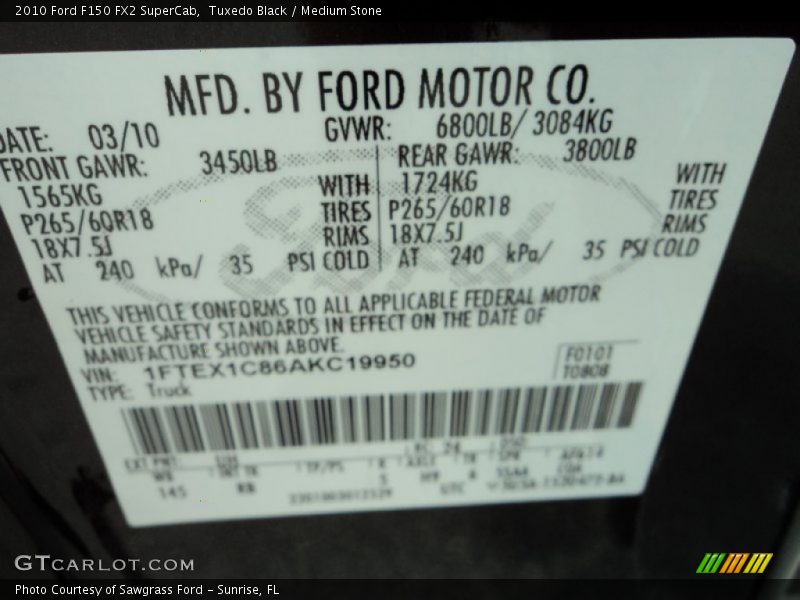 2010 Ford F150 FX2 SuperCab, Tuxedo Black / Medium Stone
MFD. BY FORD MOTOR CO.
DATE: 03/10 GVWR: 6800LB/ 3084KG
FRONT GAWR: 3450LB REAR GAWR: 3800LB
1565KG WITH 1724KG WITH
P265/60R18 TIRES P265/60R18 TIRES
18X7.5J RIMS 18X7.5J RIMS
AT 240 kPa/ 35 PSI COLD AT 240 kPa/ 35 PSI COLD
THIS VEHICLE CONFORMS TO ALL APPLICABLE FEDERAL MOTOR
VEHICLE SAFETY STANDARDS IN EFFECT ON THE DATE OF
MANUFACTURE SHOWN ABOVE.
VIN: 1FTEX1C86AKC19950 F0101
TYPE: Truck T0808
EXT PNT:
WB
145
GTCARLOT.COM
Photo Courtesy of Sawgrass Ford - Sunrise, FL